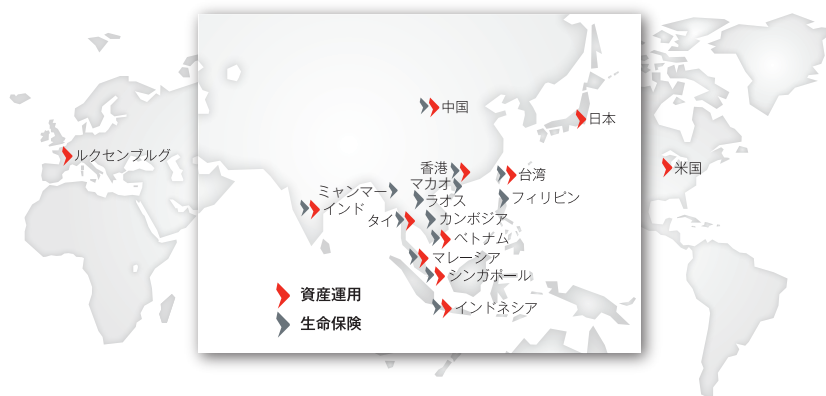 中国
日本
ルクセンブルグ
香港
台湾
米国
マカオ
ミャンマー
ラオス
フィリピン
インド
タイ
カンボジア
ベトナム
マレーシア
シンガポール
インドネシア
資産運用
生命保険